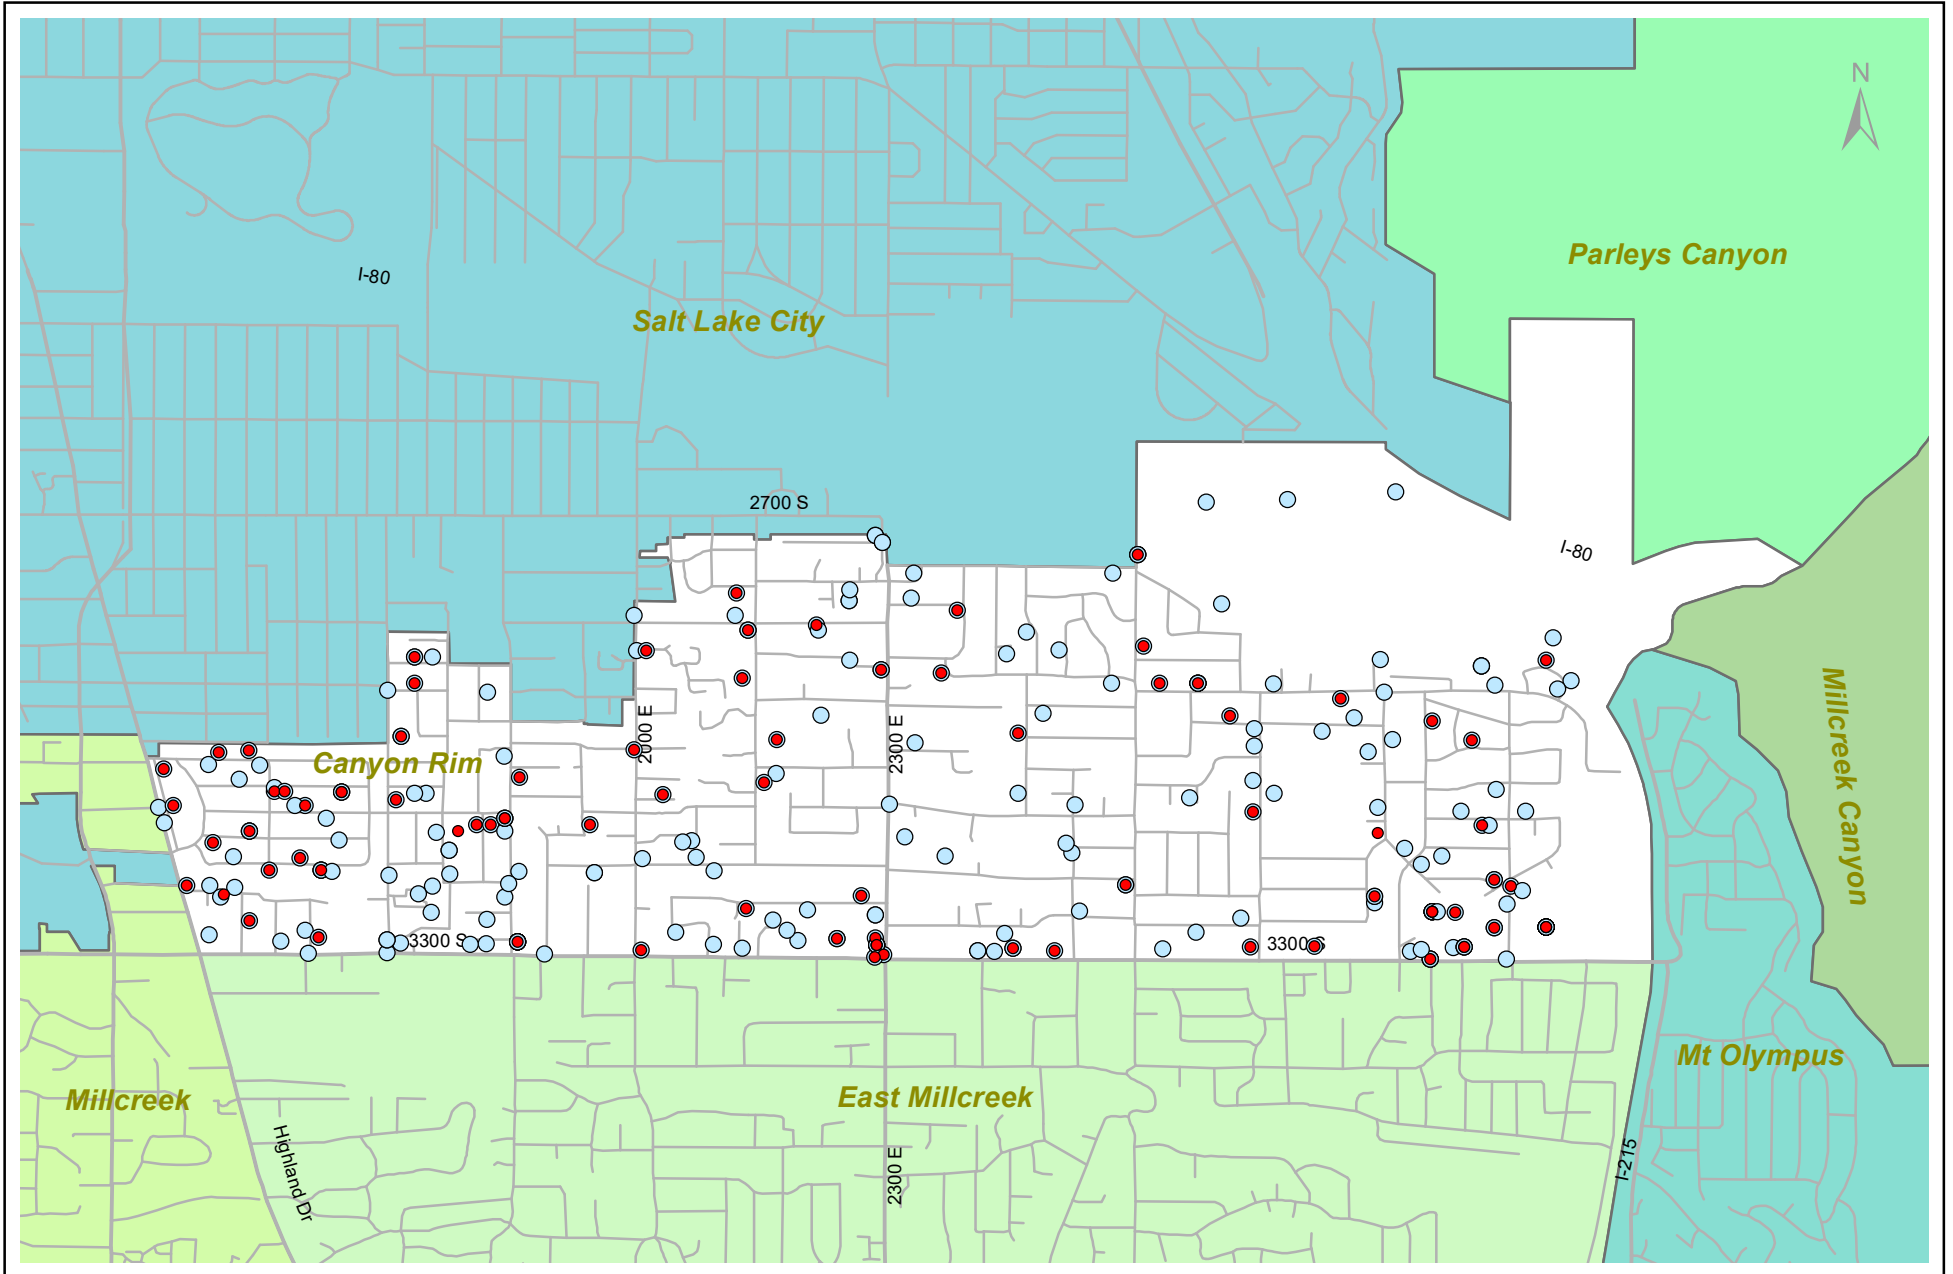 N
Parleys Canyon
I-80
Salt Lake City
2700 S
I-80
2000 E
2300 E
Canyon Rim
Millcreek Canyon
3300 S
3300 S
Mt Olympus
Millcreek
East Millcreek
Highland Dr
2300 E
I-215